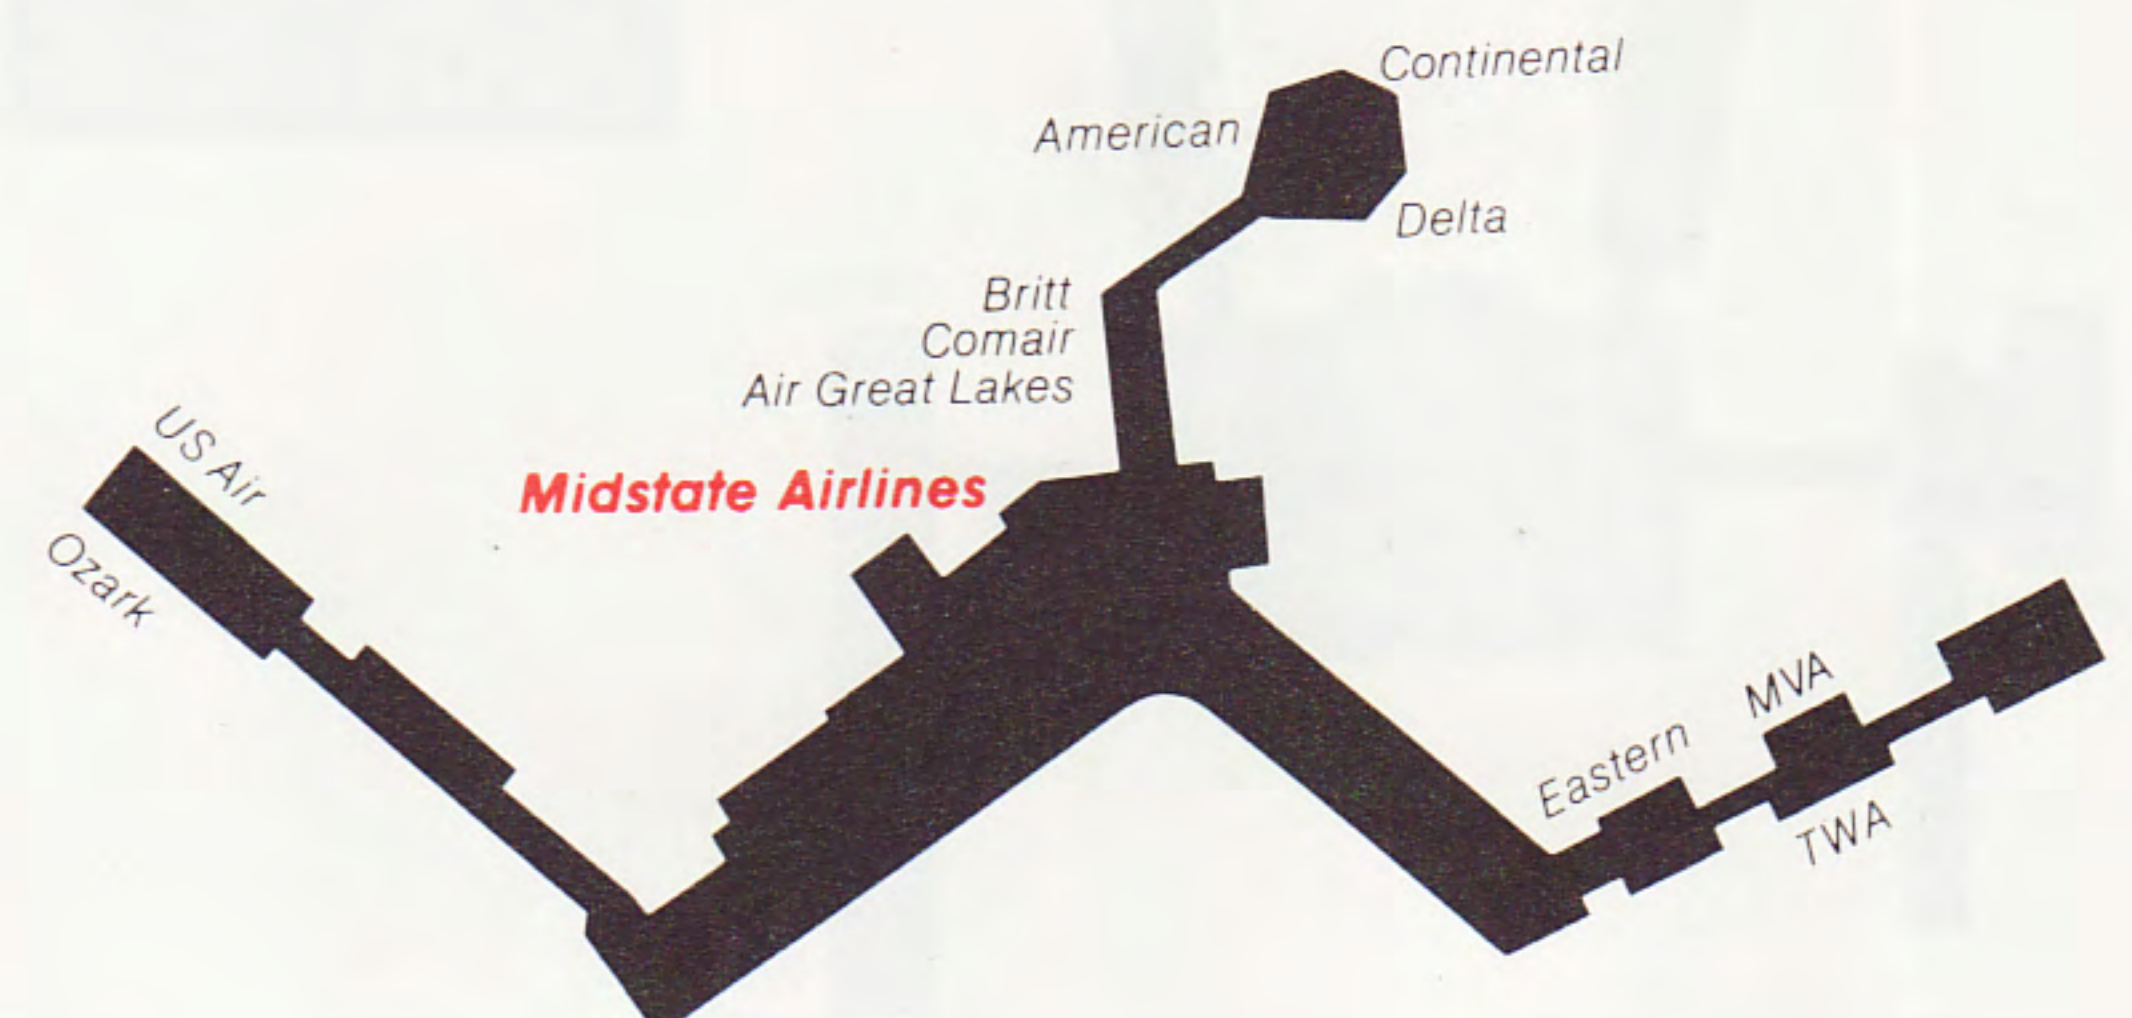 Continental
American
Delta
Britt
Comair
Air Great Lakes
US Air
Midstate Airlines
Ozark
MVA
Eastern
TWA